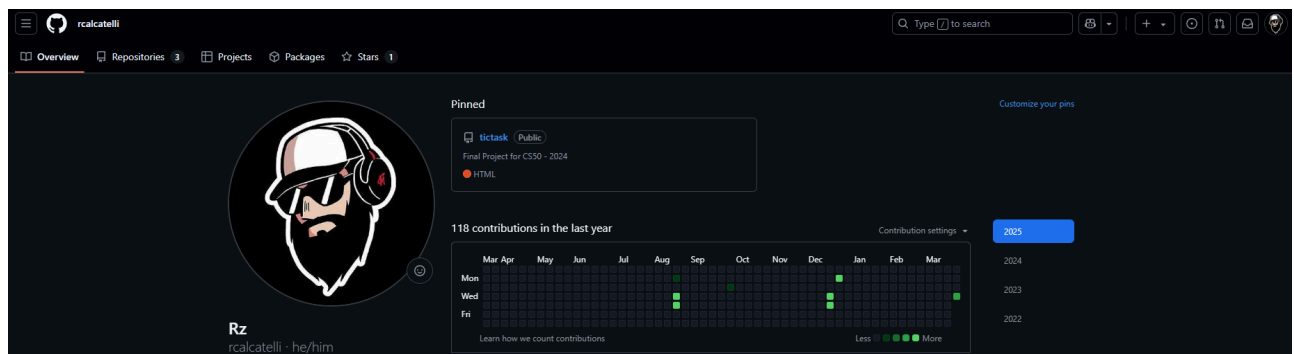 rcalcatelli
Type / to search
Overview
Repositories 3
Projects
Packages
Stars 1
Pinned
Customize your pins
tictask Public
Final Project for CS50 - 2024
HTML
118 contributions in the last year
Contribution settings
2025
2024
2023
2022
Mar Apr May Jun Jul Aug Sep Oct Nov Dec Jan Feb Mar
Mon
Wed
Fri
Learn how we count contributions
Less More
Rz
rcalcatelli · he/him